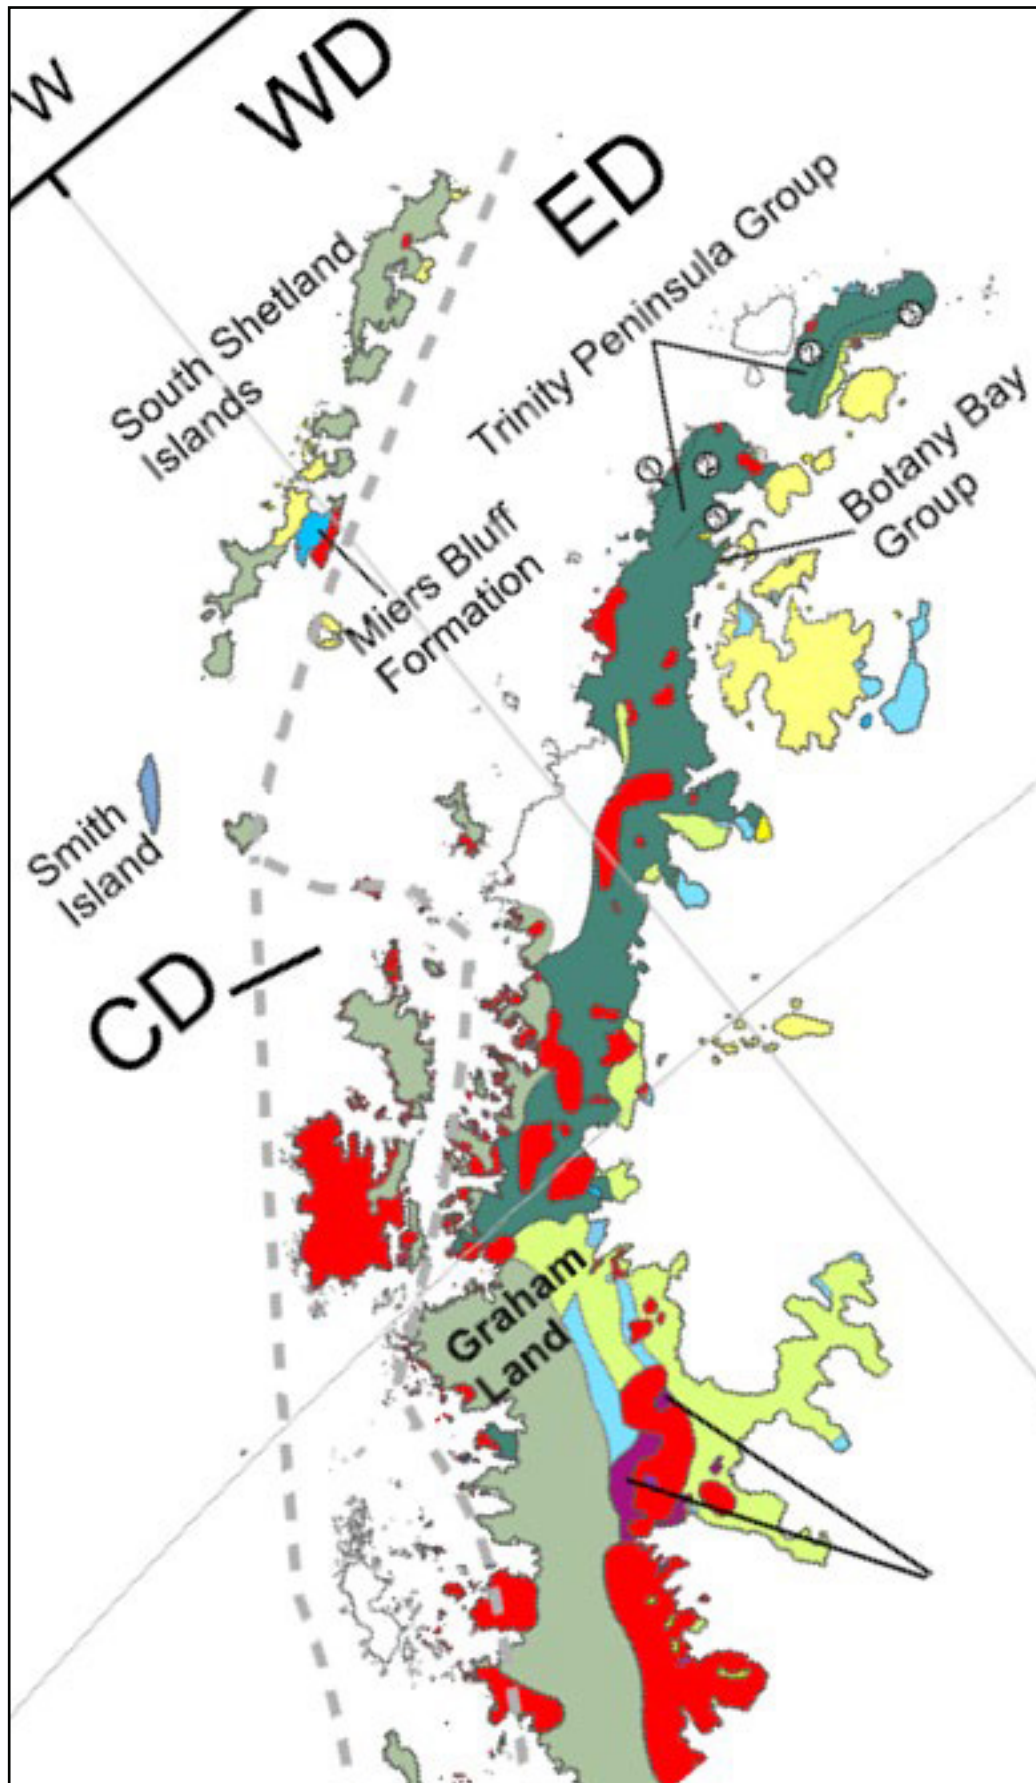 WD
ED
South Shetland
Islands
Trinity Peninsula Group
Botany Bay
Group
Miers Bluff
Formation
Smith
Island
CD
Graham
Land